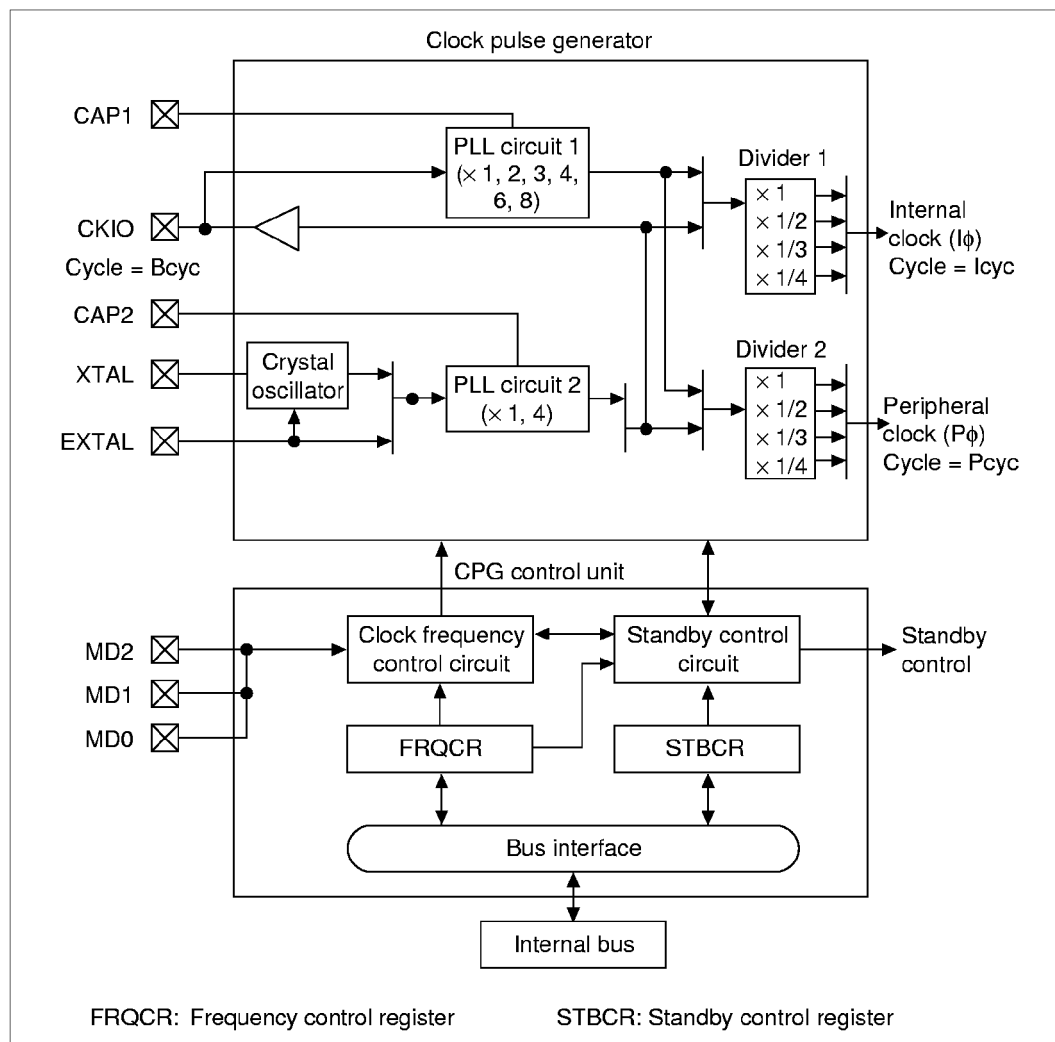 Clock pulse generator
CAP1
PLL circuit 1
(× 1, 2, 3, 4,
6, 8)
Divider 1
× 1
× 1/2
× 1/3
× 1/4
Internal
clock (Iϕ)
Cycle = Icyc
CKIO
Cycle = Bcyc
CAP2
XTAL
Crystal
oscillator
EXTAL
PLL circuit 2
(× 1, 4)
Divider 2
× 1
× 1/2
× 1/3
× 1/4
Peripheral
clock (Pϕ)
Cycle = Pcyc
CPG control unit
MD2
MD1
MD0
Clock frequency
control circuit
Standby control
circuit
Standby
control
FRQCR
STBCR
Bus interface
Internal bus
FRQCR: Frequency control register
STBCR: Standby control register